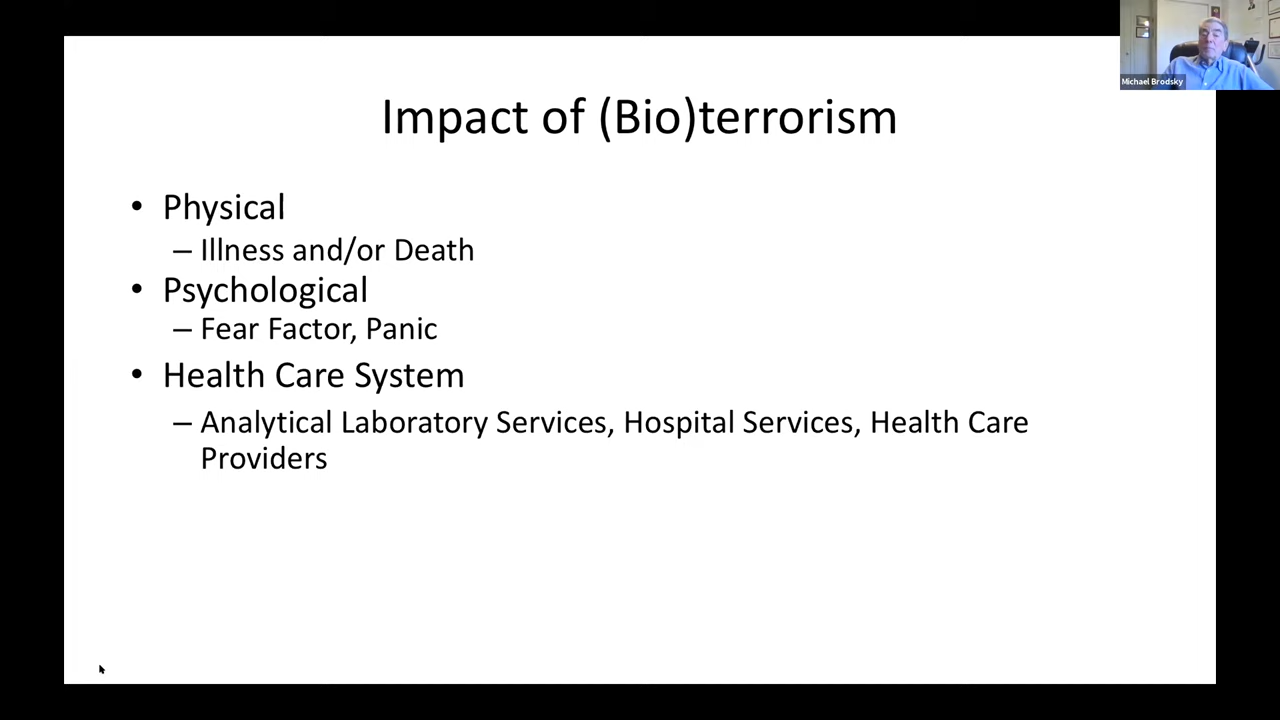 Michael Brodsky
Impact of (Bio)terrorism
• Physical
– Illness and/or Death
• Psychological
– Fear Factor, Panic
• Health Care System
– Analytical Laboratory Services, Hospital Services, Health Care
Providers